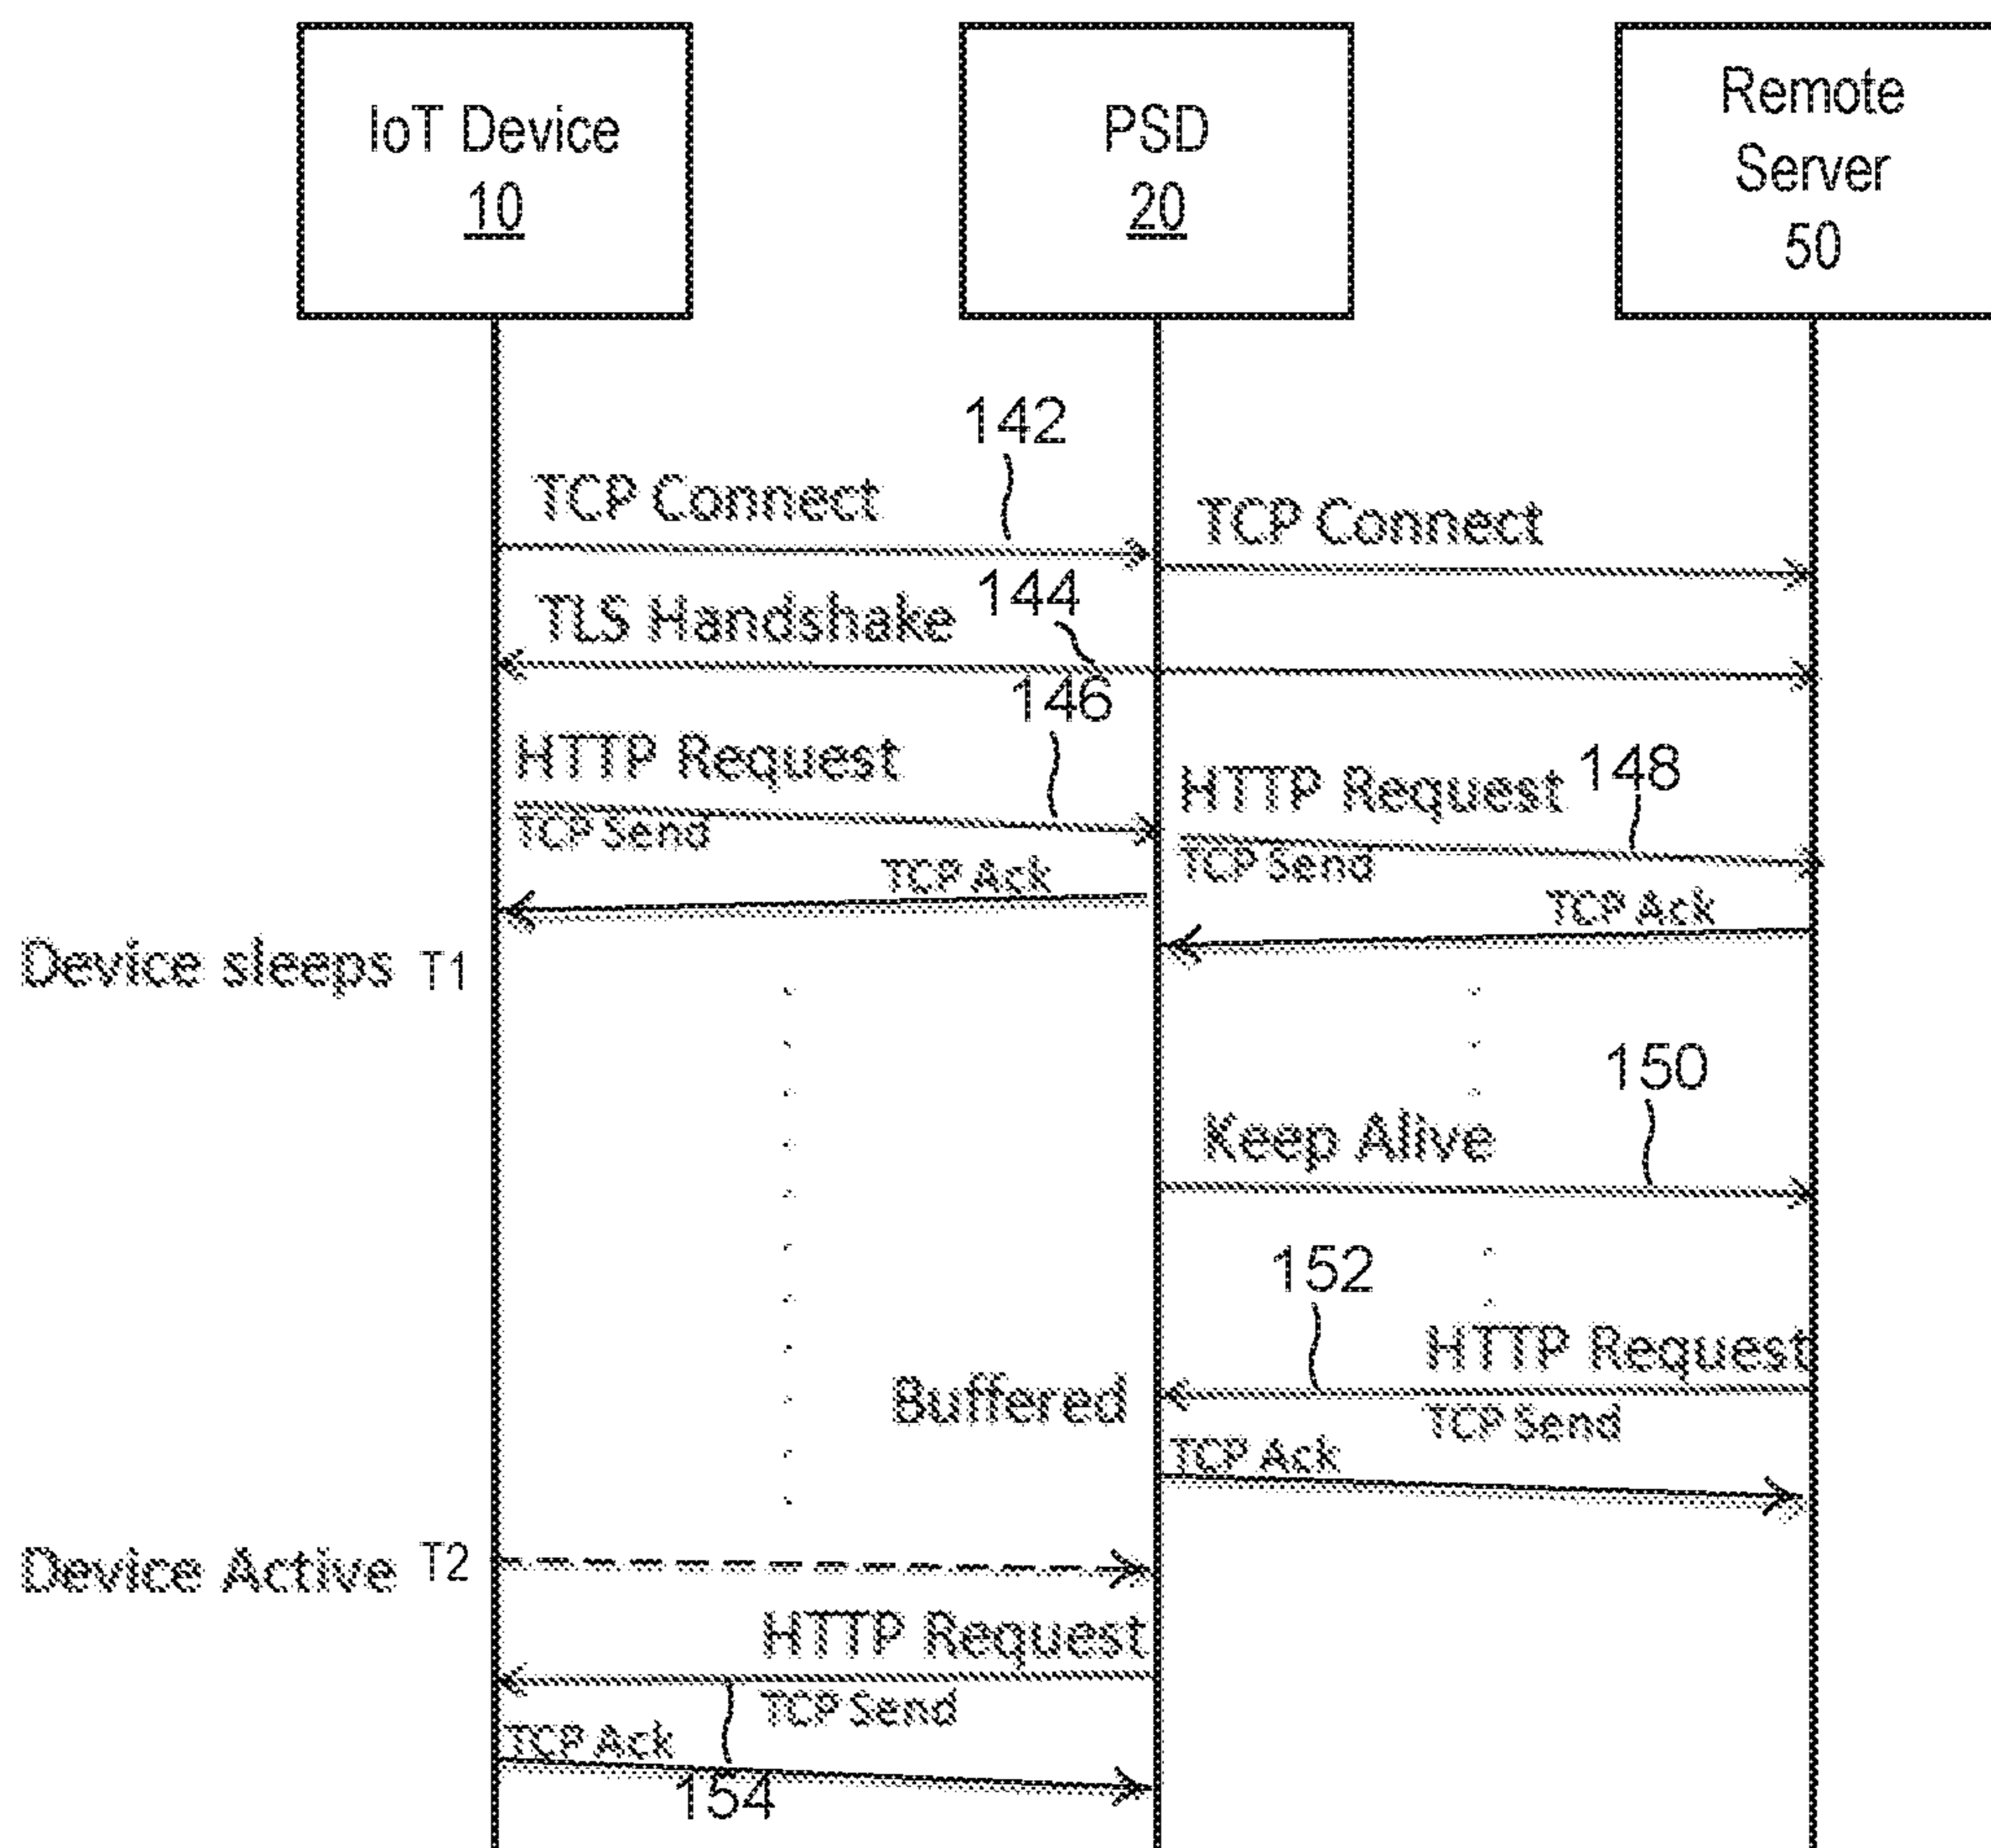 IoT Device
10
PSD
20
Remote
Server
50
142
TCP Connect
TCP Connect
144
TLS Handshake
146
HTTP Request
TCP Send
HTTP Request
148
TCP Send
TCP Ack
TCP Ack
Device sleeps T1
150
Keep Alive
152
HTTP Request
Buffered
TCP Send
TCP Ack
Device Active T2
HTTP Request
TCP Send
TCP Ack
154